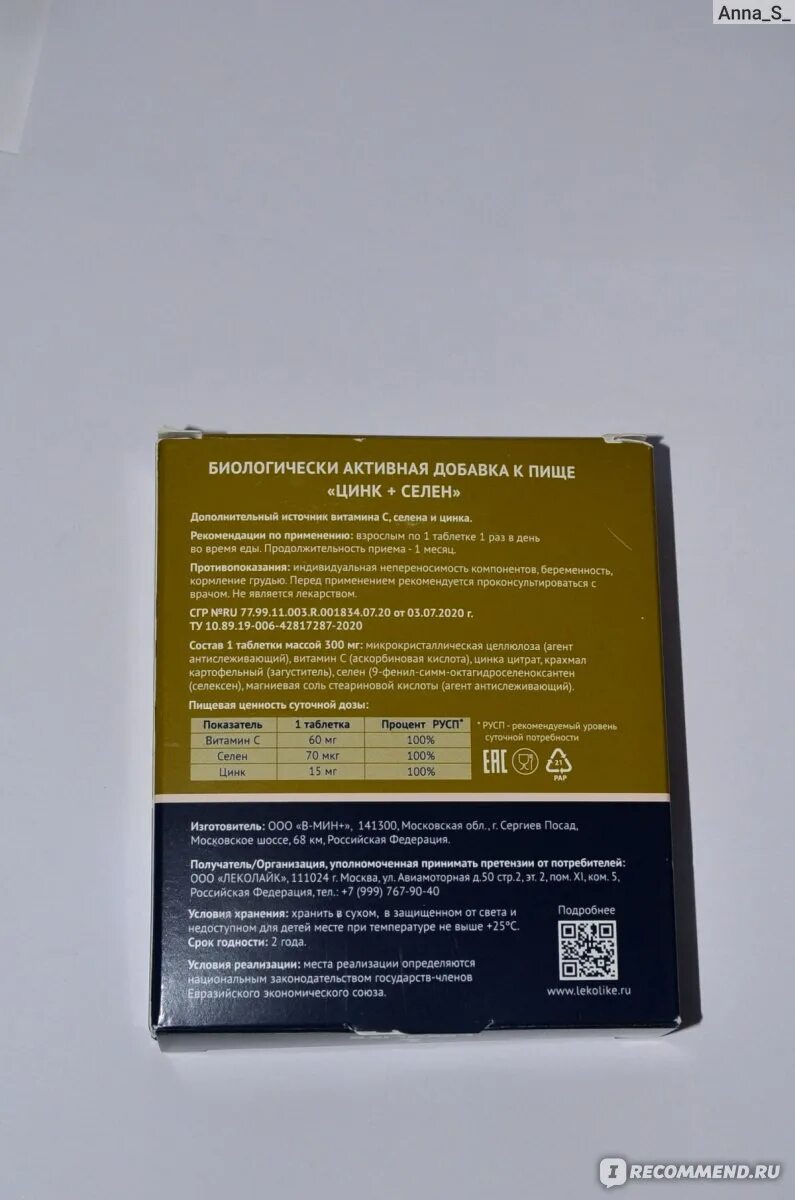 Anna_S_
БИОЛОГИЧЕСКИ АКТИВНАЯ ДОБАВКА К ПИЩЕ
«ЦИНК + СЕЛЕН»
Дополнительный источник витамина С, селена и цинка.
Рекомендации по применению: взрослым по 1 таблетке 1 раз в день
во время еды. Продолжительность приема - 1 месяц.
Противопоказания: индивидуальная непереносимость компонентов, беременность,
кормление грудью. Перед применением рекомендуется проконсультироваться с
врачом. Не является лекарством.
СГР №RU 77.99.11.003.R.001834.07.20 от 03.07.2020 г.
ТУ 10.89.19-006-42817287-2020
Состав 1 таблетки массой 300 мг: микрокристаллическая целлюлоза (агент
антислеживающий), витамин С (аскорбиновая кислота), цинка цитрат, крахмал
картофельный (загуститель), селен (9-фенил-симм-октагидроселеноксантен
(селексен), магниевая соль стеариновой кислоты (агент антислеживающий).
Пищевая ценность суточной дозы:
Показатель 1 таблетка Процент РУСП*
Витамин С 60 мг 100%
Селен 70 мкг 100%
Цинк 15 мг 100%
* РУСП - рекомендуемый уровень
суточной потребности
EAC
21
PAP
Изготовитель: ООО «В-МИН+», 141300, Московская обл., г. Сергиев Посад,
Московское шоссе, 68 км, Российская Федерация.
Получатель/Организация, уполномоченная принимать претензии от потребителей:
ООО «ЛЕКОЛАЙК», 111024 г. Москва, ул. Авиамоторная д.50 стр.2, эт. 2, пом. XI, ком. 5,
Российская Федерация, тел.: +7 (999) 767-90-40
Условия хранения: хранить в сухом, в защищенном от света и
недоступном для детей месте при температуре не выше +25°С.
Срок годности: 2 года.
Условия реализации: места реализации определяются
национальным законодательством государств-членов
Евразийского экономического союза.
Подробнее
www.lekolike.ru
IRECOMMEND.RU